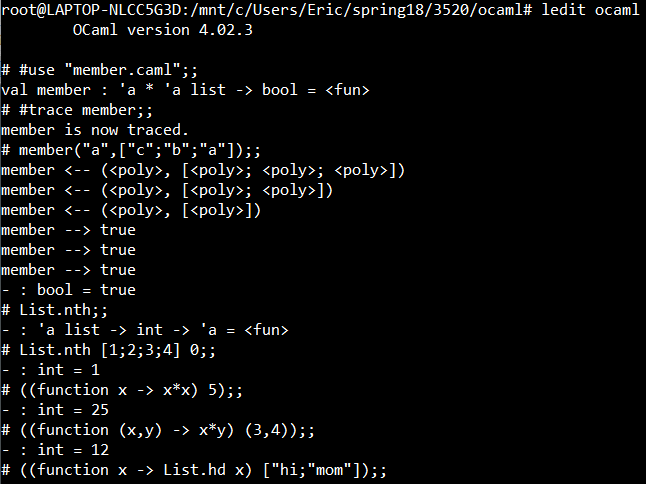 root@LAPTOP-NLCC5G3D:/mnt/c/Users/Eric/spring18/3520/ocaml# ledit ocaml
        OCaml version 4.02.3
# #use "member.caml";;
val member : 'a * 'a list -> bool = <fun>
# #trace member;;
member is now traced.
# member("a",["c";"b";"a"]);;
member <-- (<poly>, [<poly>; <poly>; <poly>])
member <-- (<poly>, [<poly>; <poly>])
member <-- (<poly>, [<poly>])
member --> true
member --> true
member --> true
- : bool = true
# List.nth;;
- : 'a list -> int -> 'a = <fun>
# List.nth [1;2;3;4] 0;;
- : int = 1
# ((function x -> x*x) 5);;
- : int = 25
# ((function (x,y) -> x*y) (3,4));;
- : int = 12
# ((function x -> List.hd x) ["hi;"mom"]);;